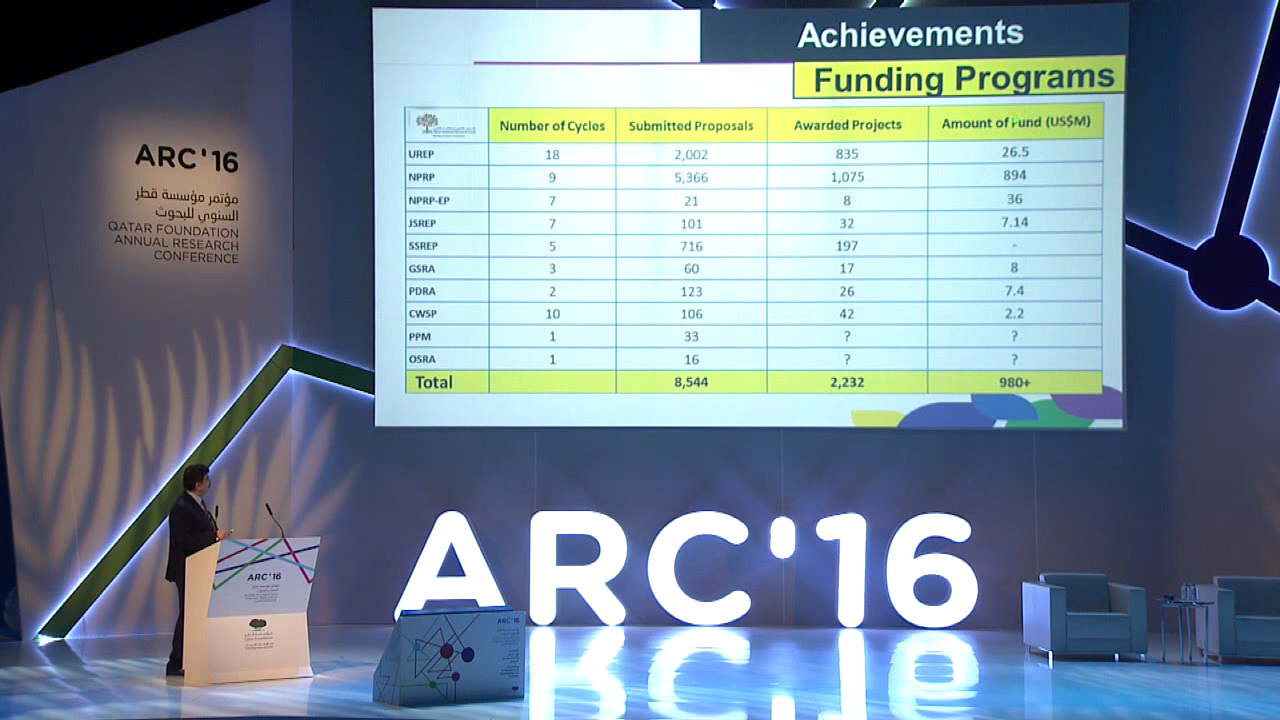 Achievements
Funding Programs
Number of Cycles Submitted Proposals Awarded Projects Amount of Fund (US$M)
UREP 18 2,002 835 26.5
NPRP 9 5,366 1,075 894
NPRP-EP 7 21 8 36
JSREP 7 101 32 7.14
SSREP 5 716 197 -
GSRA 3 60 17 8
PDRA 2 123 26 7.4
CWSP 10 106 42 2.2
PPM 1 33 ? ?
OSRA 1 16 ? ?
Total 8,544 2,232 980+
ARC'16
مؤتمر مؤسسة قطر
السنوي للبحوث
QATAR FOUNDATION
ANNUAL RESEARCH
CONFERENCE
ARC'16
ARC'16
ARC'16